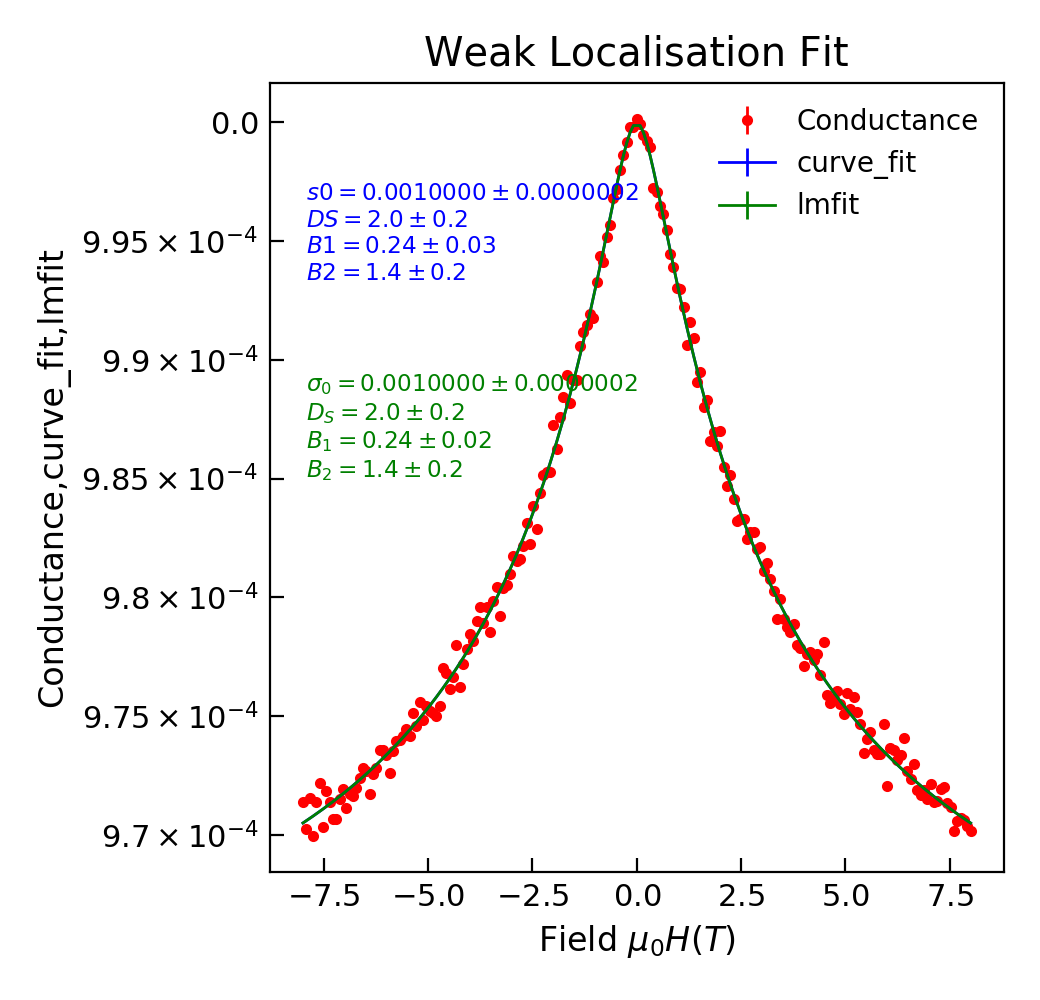 Weak Localisation Fit
Conductance
curve_fit
lmfit
s0 = 0.0010000 ± 0.0000002
DS = 2.0 ± 0.2
B1 = 0.24 ± 0.03
B2 = 1.4 ± 0.2
σ₀ = 0.0010000 ± 0.0000002
D_S = 2.0 ± 0.2
B₁ = 0.24 ± 0.02
B₂ = 1.4 ± 0.2
Conductance,curve_fit,lmfit
0.0
9.95 × 10⁻⁴
9.9 × 10⁻⁴
9.85 × 10⁻⁴
9.8 × 10⁻⁴
9.75 × 10⁻⁴
9.7 × 10⁻⁴
−7.5 −5.0 −2.5 0.0 2.5 5.0 7.5
Field μ₀H(T)